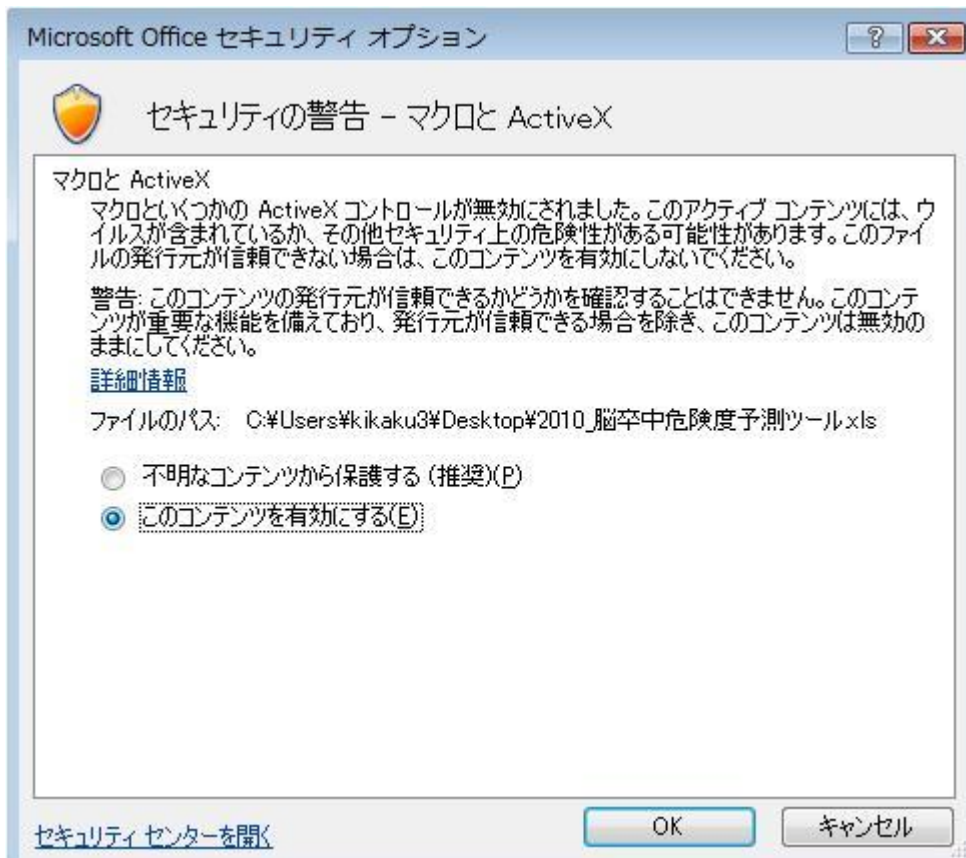 Microsoft Office セキュリティ オプション
セキュリティの警告 - マクロと ActiveX
マクロと ActiveX
マクロといくつかの ActiveX コントロールが無効にされました。このアクティブ コンテンツには、ウ
イルスが含まれているか、その他セキュリティ上の危険性がある可能性があります。このファイ
ルの発行元が信頼できない場合は、このコンテンツを有効にしないでください。
警告: このコンテンツの発行元が信頼できるかどうかを確認することはできません。このコンテ
ンツが重要な機能を備えており、発行元が信頼できる場合を除き、このコンテンツは無効の
ままにしてください。
詳細情報
ファイルのパス: C:¥Users¥kikaku3¥Desktop¥2010_脳卒中危険度予測ツール.xls
不明なコンテンツから保護する (推奨)(P)
このコンテンツを有効にする(E)
セキュリティ センターを開く
OK
キャンセル